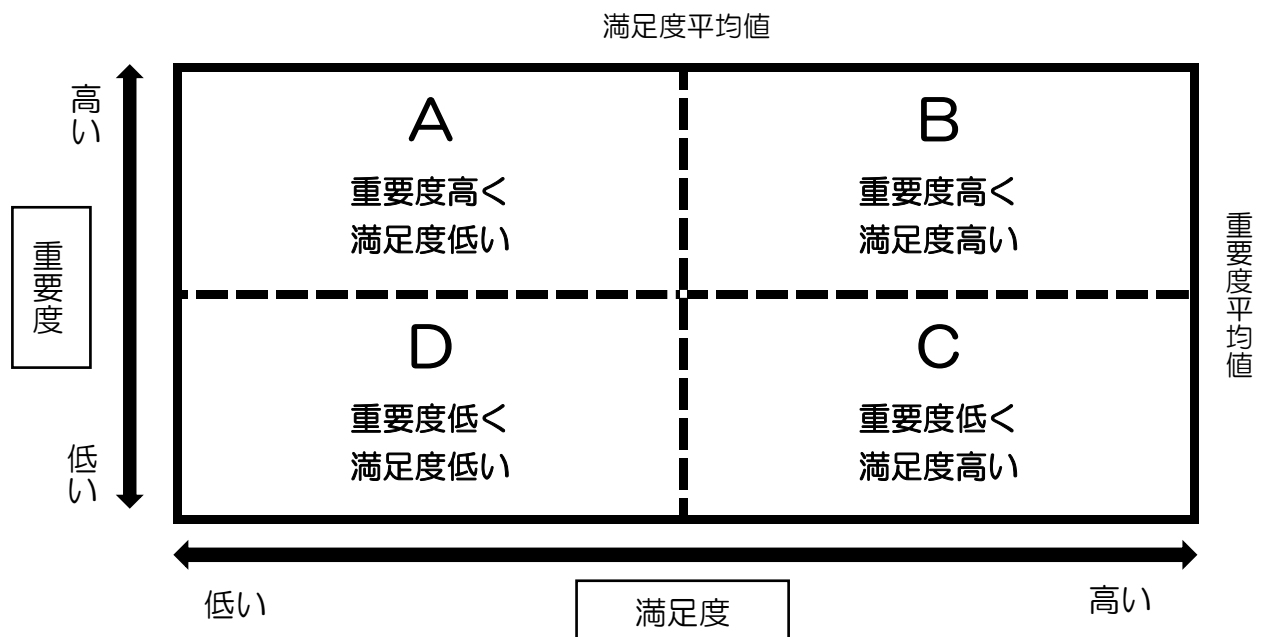 満足度平均値
高い
重要度
低い
A
重要度高く
満足度低い
B
重要度高く
満足度高い
D
重要度低く
満足度低い
C
重要度低く
満足度高い
重要度平均値
低い
満足度
高い